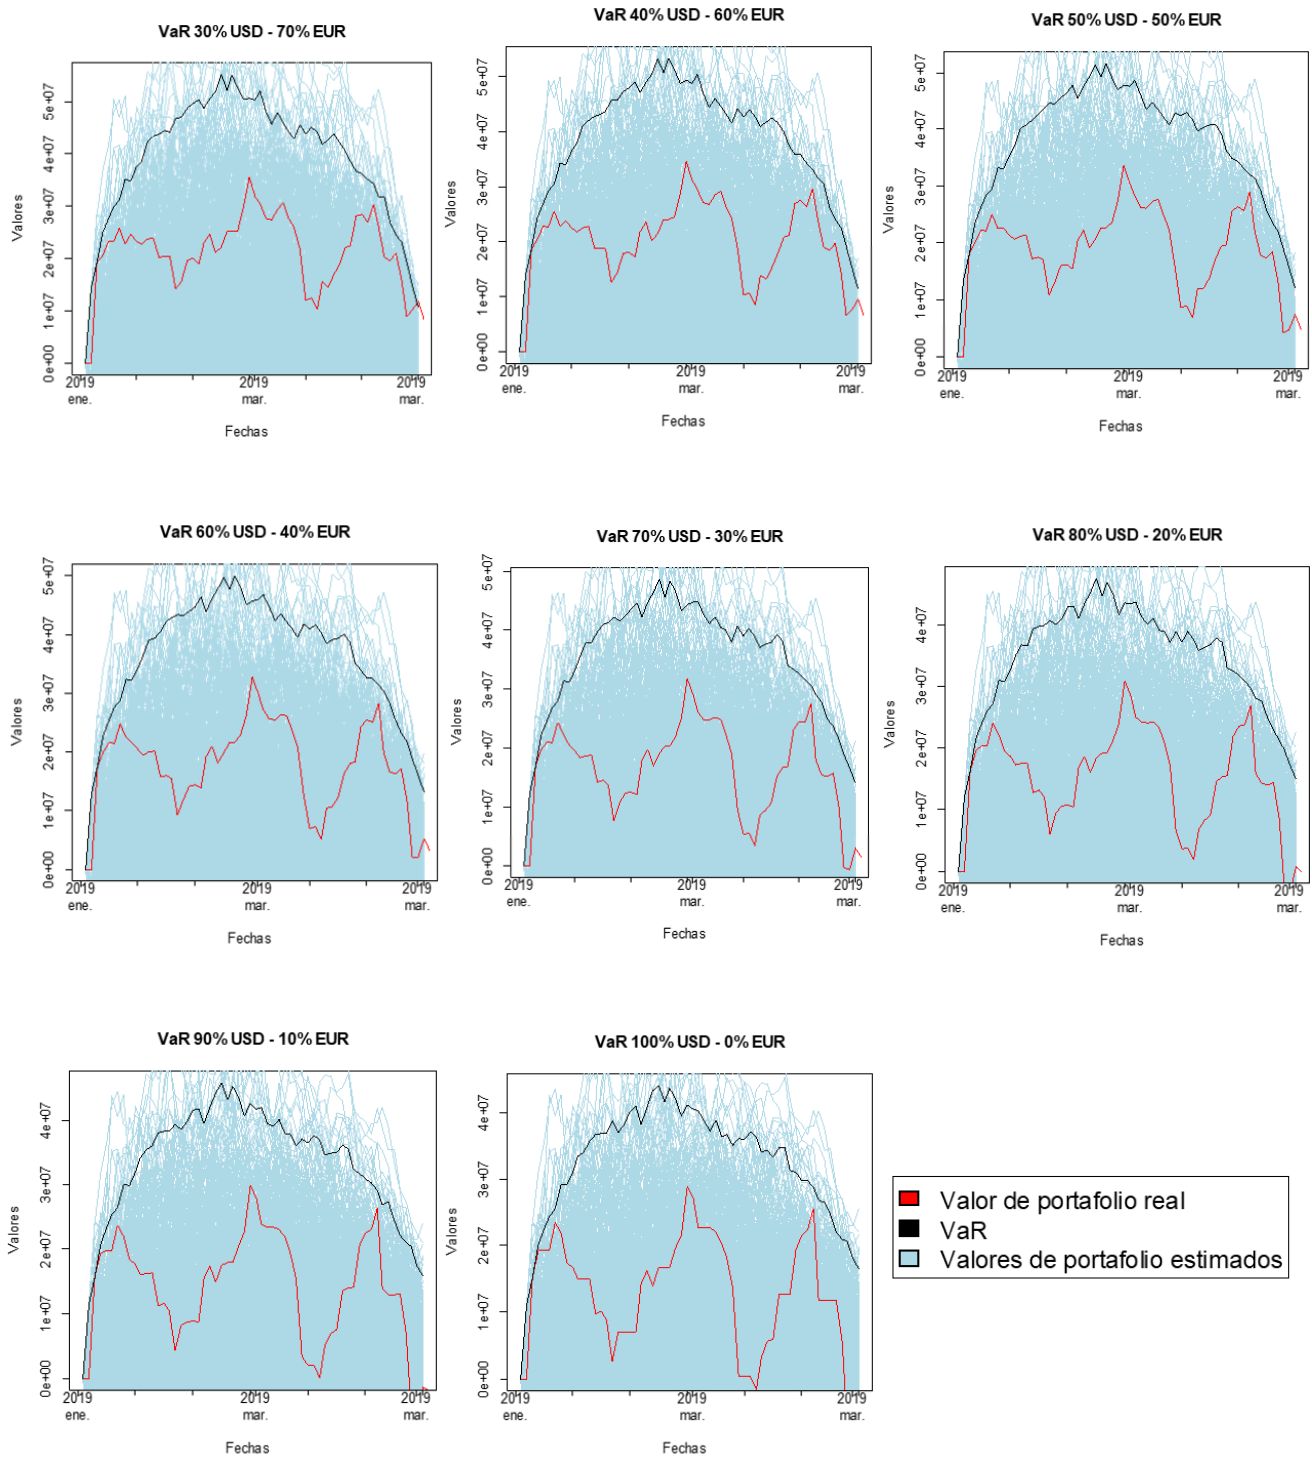 VaR 30% USD - 70% EUR
Valores
5e+07
4e+07
3e+07
2e+07
1e+07
0e+00
2019 2019 2019
ene. mar. mar.
Fechas
VaR 40% USD - 60% EUR
Valores
5e+07
4e+07
3e+07
2e+07
1e+07
0e+00
2019 2019 2019
ene. mar. mar.
Fechas
VaR 50% USD - 50% EUR
Valores
5e+07
4e+07
3e+07
2e+07
1e+07
0e+00
2019 2019 2019
ene. mar. mar.
Fechas
VaR 60% USD - 40% EUR
Valores
5e+07
4e+07
3e+07
2e+07
1e+07
0e+00
2019 2019 2019
ene. mar. mar.
Fechas
VaR 70% USD - 30% EUR
Valores
5e+07
4e+07
3e+07
2e+07
1e+07
0e+00
2019 2019 2019
ene. mar. mar.
Fechas
VaR 80% USD - 20% EUR
Valores
4e+07
3e+07
2e+07
1e+07
0e+00
2019 2019 2019
ene. mar. mar.
Fechas
VaR 90% USD - 10% EUR
Valores
4e+07
3e+07
2e+07
1e+07
0e+00
2019 2019 2019
ene. mar. mar.
Fechas
VaR 100% USD - 0% EUR
Valores
4e+07
3e+07
2e+07
1e+07
0e+00
2019 2019 2019
ene. mar. mar.
Fechas
Valor de portafolio real
VaR
Valores de portafolio estimados